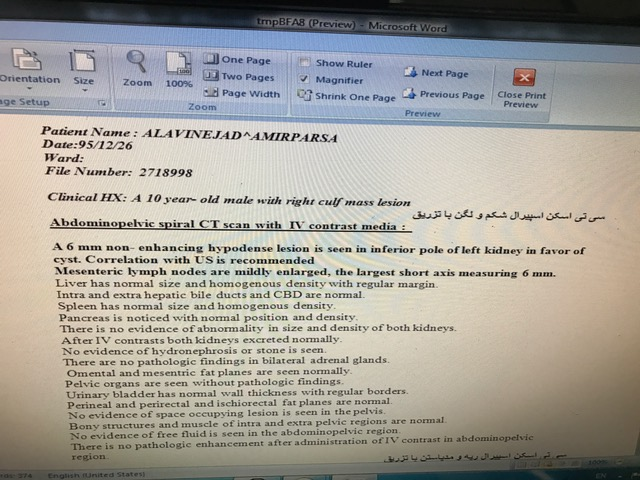 tmpBFA8 (Preview) - Microsoft Word
Orientation
Size
Zoom
100%
One Page
Two Pages
Page Width
Show Ruler
Magnifier
Shrink One Page
Next Page
Previous Page
Close Print
Preview
age Setup
Zoom
Preview
Patient Name : ALAVINEJAD^AMIRPARSA
Date:95/12/26
Ward:
File Number: 2718998
Clinical HX: A 10 year- old male with right culf mass lesion
سی تی اسکن اسپیرال شکم و لگن با تزریق
Abdominopelvic spiral CT scan with IV contrast media :
A 6 mm non- enhancing hypodense lesion is seen in inferior pole of left kidney in favor of
cyst. Correlation with US is recommended
Mesenteric lymph nodes are mildly enlarged, the largest short axis measuring 6 mm.
Liver has normal size and homogenous density with regular margin.
Intra and extra hepatic bile ducts and CBD are normal.
Spleen has normal size and homogenous density.
Pancreas is noticed with normal position and density.
There is no evidence of abnormality in size and density of both kidneys.
After IV contrasts both kidneys excreted normally.
No evidence of hydronephrosis or stone is seen.
There are no pathologic findings in bilateral adrenal glands.
Omental and mesentric fat planes are seen normally.
Pelvic organs are seen without pathologic findings.
Urinary bladder has normal wall thickness with regular borders.
Perineal and perirectal and ischiorectal fat planes are normal.
No evidence of space occupying lesion is seen in the pelvis.
Bony structures and muscle of intra and extra pelvic regions are normal.
No evidence of free fluid is seen in the abdominopelvic region.
There is no pathologic enhancement after administration of IV contrast in abdominopelvic
region.
سی تی اسکن اسپیرال ریه و مدیاستن با تزریق
English (United States)